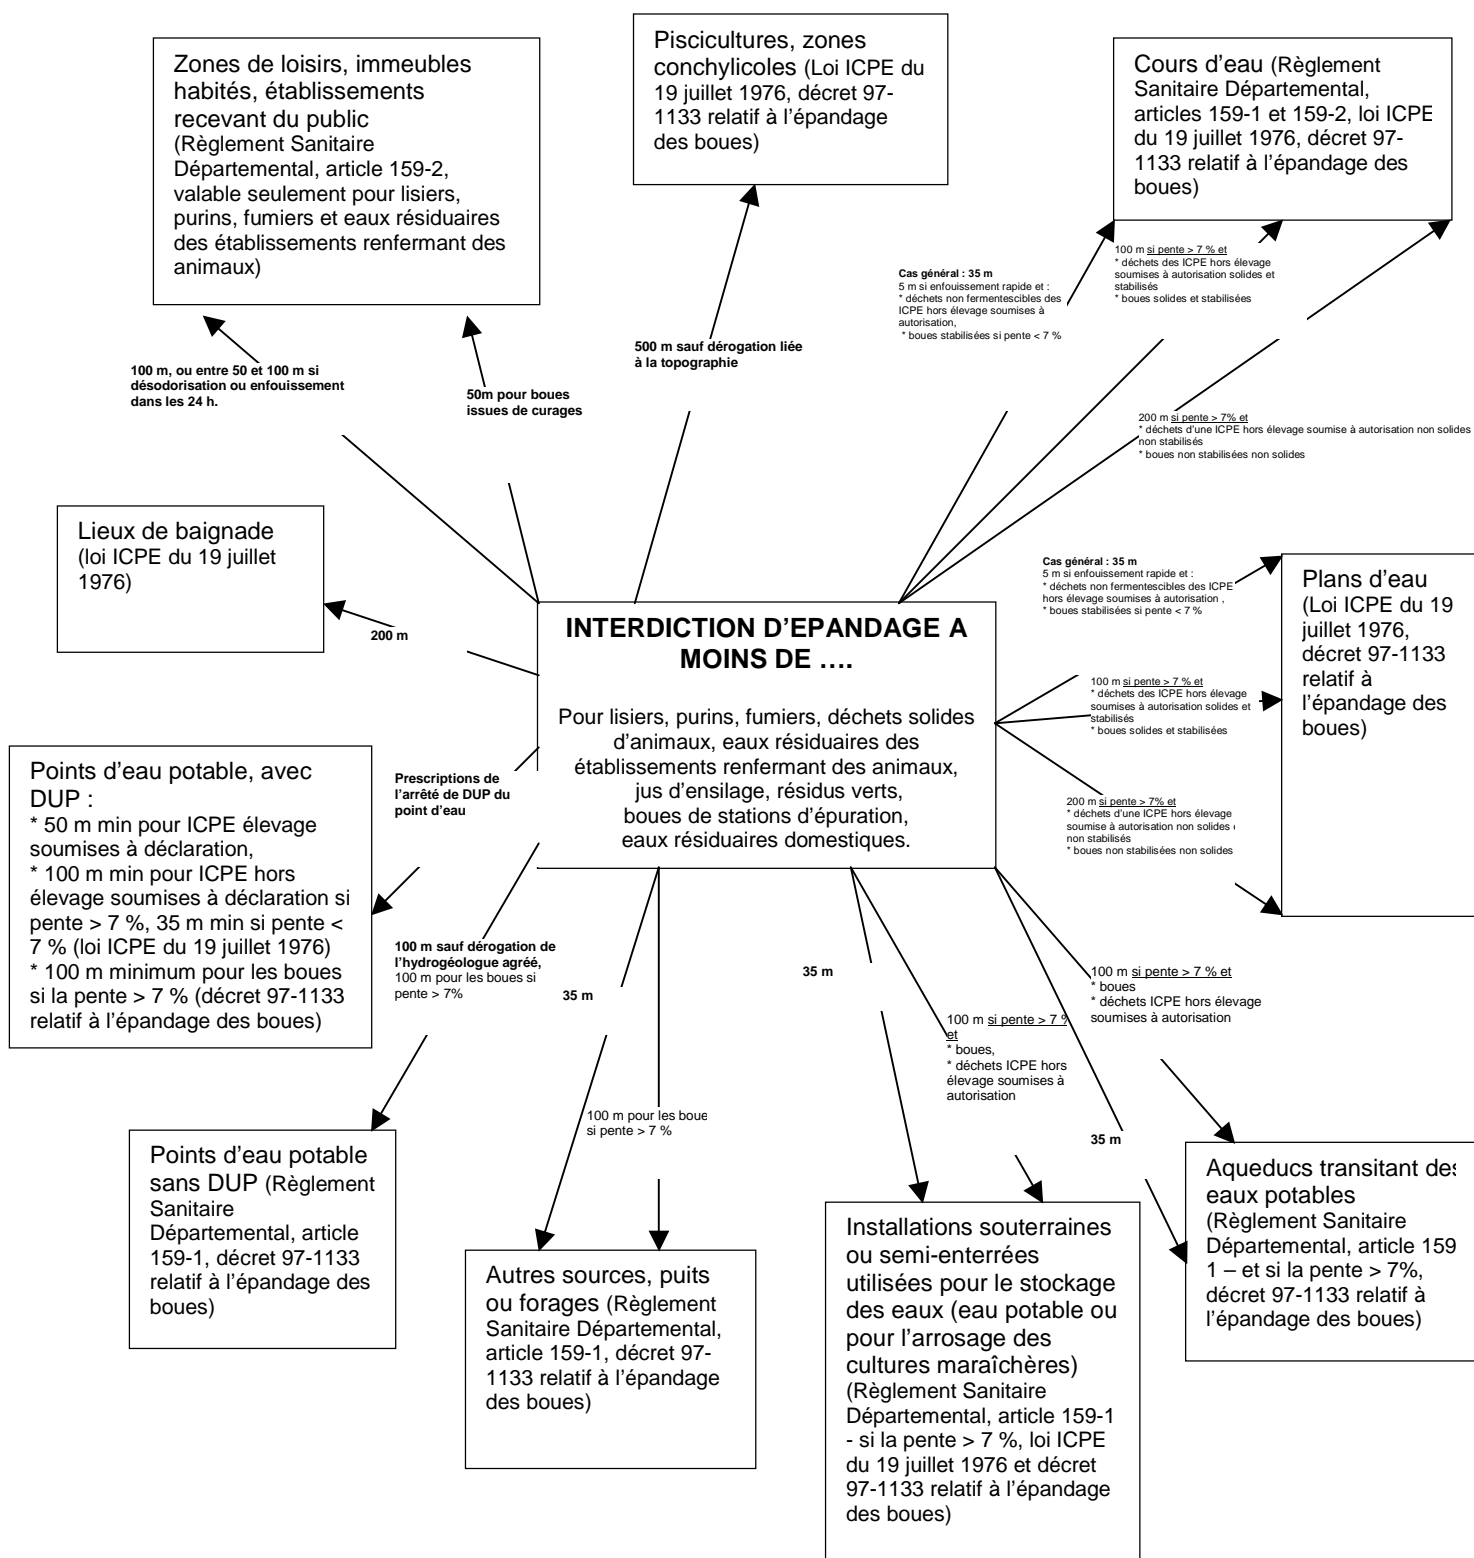 Zones de loisirs, immeubles
habités, établissements
recevant du public
(Règlement Sanitaire
Départemental, article 159-2,
valable seulement pour lisiers,
purins, fumiers et eaux résiduaires
des établissements renfermant des
animaux)
Piscicultures, zones
conchylicoles (Loi ICPE du
19 juillet 1976, décret 97-
1133 relatif à l'épandage
des boues)
Cours d'eau (Règlement
Sanitaire Départemental,
articles 159-1 et 159-2, loi ICPE
du 19 juillet 1976, décret 97-
1133 relatif à l'épandage des
boues)
100 m, ou entre 50 et 100 m si
désodorisation ou enfouissement
dans les 24 h.
50m pour boues
issues de curages
500 m sauf dérogation liée
à la topographie
Cas général : 35 m
5 m si enfouissement rapide et :
* déchets non fermentescibles des
ICPE hors élevage soumises à
autorisation,
* boues stabilisées si pente < 7 %
100 m si pente > 7 % et
* déchets des ICPE hors élevage
soumises à autorisation solides et
stabilisés
* boues solides et stabilisées
200 m si pente > 7% et
* déchets d'une ICPE hors élevage soumise à autorisation non solides
non stabilisés
* boues non stabilisées non solides
Lieux de baignade
(loi ICPE du 19 juillet
1976)
200 m
INTERDICTION D'EPANDAGE A
MOINS DE ....
Pour lisiers, purins, fumiers, déchets solides
d'animaux, eaux résiduaires des
établissements renfermant des animaux,
jus d'ensilage, résidus verts,
boues de stations d'épuration,
eaux résiduaires domestiques.
Cas général : 35 m
5 m si enfouissement rapide et :
* déchets non fermentescibles des ICPE
hors élevage soumises à autorisation ,
* boues stabilisées si pente < 7 %
100 m si pente > 7 % et
* déchets des ICPE hors élevage
soumises à autorisation solides et
stabilisés
* boues solides et stabilisées
200 m si pente > 7% et
* déchets d'une ICPE hors élevage
soumise à autorisation non solides
non stabilisés
* boues non stabilisées non solides
Plans d'eau
(Loi ICPE du 19
juillet 1976,
décret 97-1133
relatif à
l'épandage des
boues)
Points d'eau potable, avec
DUP :
* 50 m min pour ICPE élevage
soumises à déclaration,
* 100 m min pour ICPE hors
élevage soumises à déclaration si
pente > 7 %, 35 m min si pente <
7 % (loi ICPE du 19 juillet 1976)
* 100 m minimum pour les boues
si la pente > 7 % (décret 97-1133
relatif à l'épandage des boues)
Prescriptions de
l'arrêté de DUP du
point d'eau
100 m sauf dérogation de
l'hydrogéologue agréé,
100 m pour les boues si
pente > 7%
35 m
100 m pour les boue
si pente > 7 %
35 m
100 m si pente > 7 %
et
* boues,
* déchets ICPE hors
élevage soumises à
autorisation
100 m si pente > 7 % et
* boues
* déchets ICPE hors élevage
soumises à autorisation
35 m
Points d'eau potable
sans DUP (Règlement
Sanitaire
Départemental, article
159-1, décret 97-1133
relatif à l'épandage des
boues)
Autres sources, puits
ou forages (Règlement
Sanitaire Départemental,
article 159-1, décret 97-
1133 relatif à l'épandage
des boues)
Installations souterraines
ou semi-enterrées
utilisées pour le stockage
des eaux (eau potable ou
pour l'arrosage des
cultures maraîchères)
(Règlement Sanitaire
Départemental, article 159-1
- si la pente > 7 %, loi ICPE
du 19 juillet 1976 et décret
97-1133 relatif à l'épandage
des boues)
Aqueducs transitant des
eaux potables
(Règlement Sanitaire
Départemental, article 159
1 – et si la pente > 7%,
décret 97-1133 relatif à
l'épandage des boues)